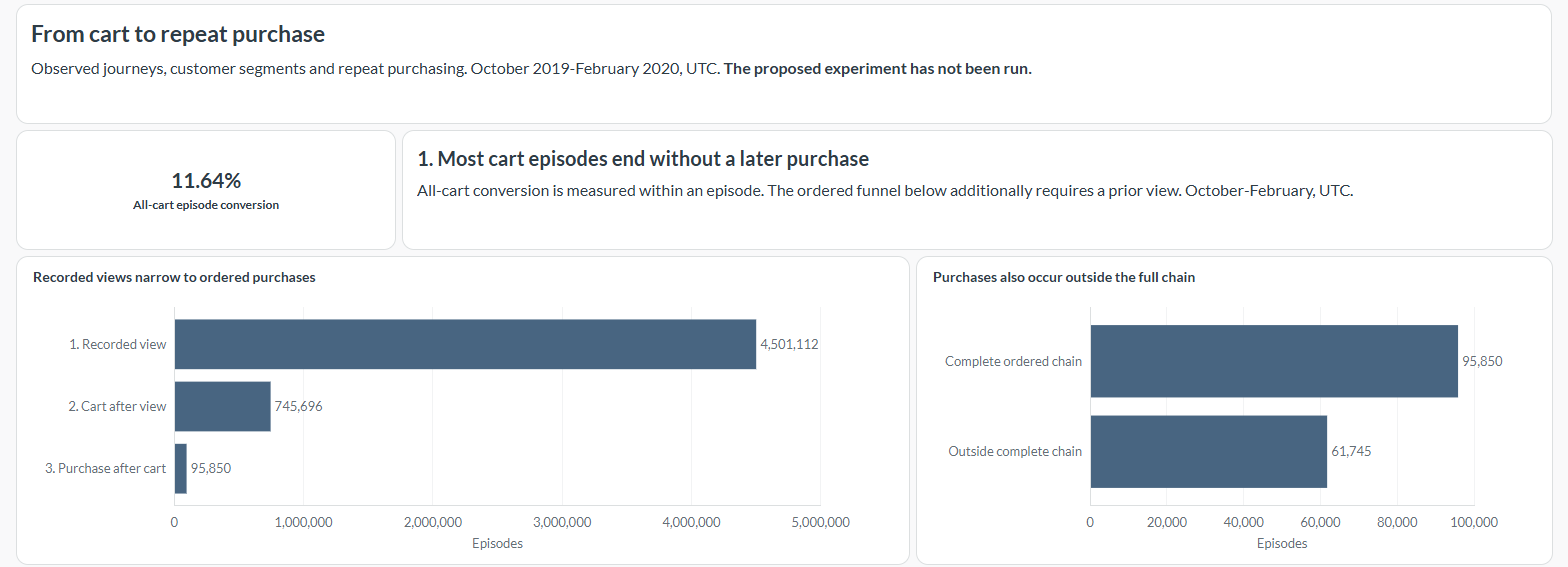 From cart to repeat purchase
Observed journeys, customer segments and repeat purchasing. October 2019-February 2020, UTC. The proposed experiment has not been run.
11.64%
All-cart episode conversion
1. Most cart episodes end without a later purchase
All-cart conversion is measured within an episode. The ordered funnel below additionally requires a prior view. October-February, UTC.
Recorded views narrow to ordered purchases
1. Recorded view
4,501,112
2. Cart after view
745,696
3. Purchase after cart
95,850
0
1,000,000
2,000,000
3,000,000
4,000,000
5,000,000
Episodes
Purchases also occur outside the full chain
Complete ordered chain
95,850
Outside complete chain
61,745
0
20,000
40,000
60,000
80,000
100,000
Episodes